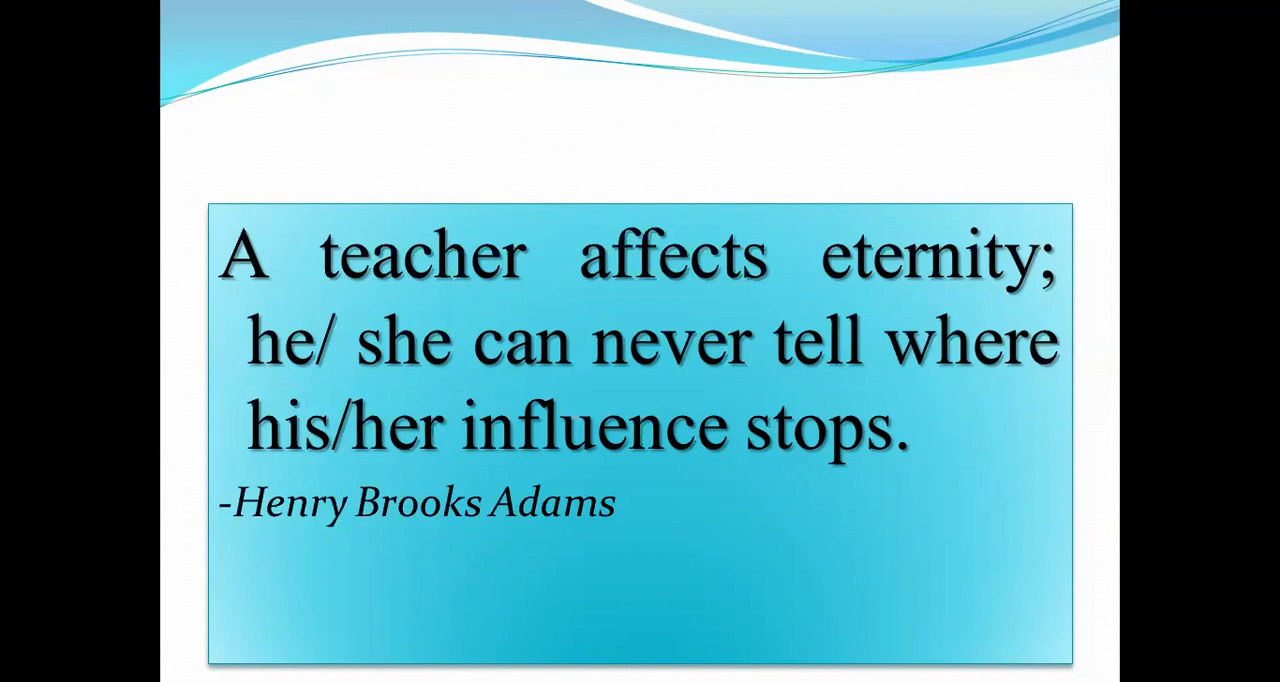 A teacher affects eternity;
he/ she can never tell where
his/her influence stops.
-Henry Brooks Adams